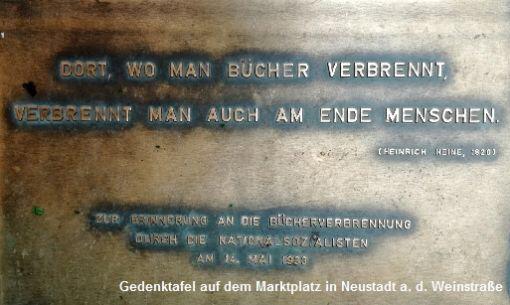 DORT, WO MAN BÜCHER VERBRENNT,
VERBRENNT MAN AUCH AM ENDE MENSCHEN.
(HEINRICH HEINE, 1820)
ZUR ERINNERUNG AN DIE BÜCHERVERBRENNUNG
DURCH DIE NATIONALSOZIALISTEN
AM 14. MAI 1933
Gedenktafel auf dem Marktplatz in Neustadt a. d. Weinstraße